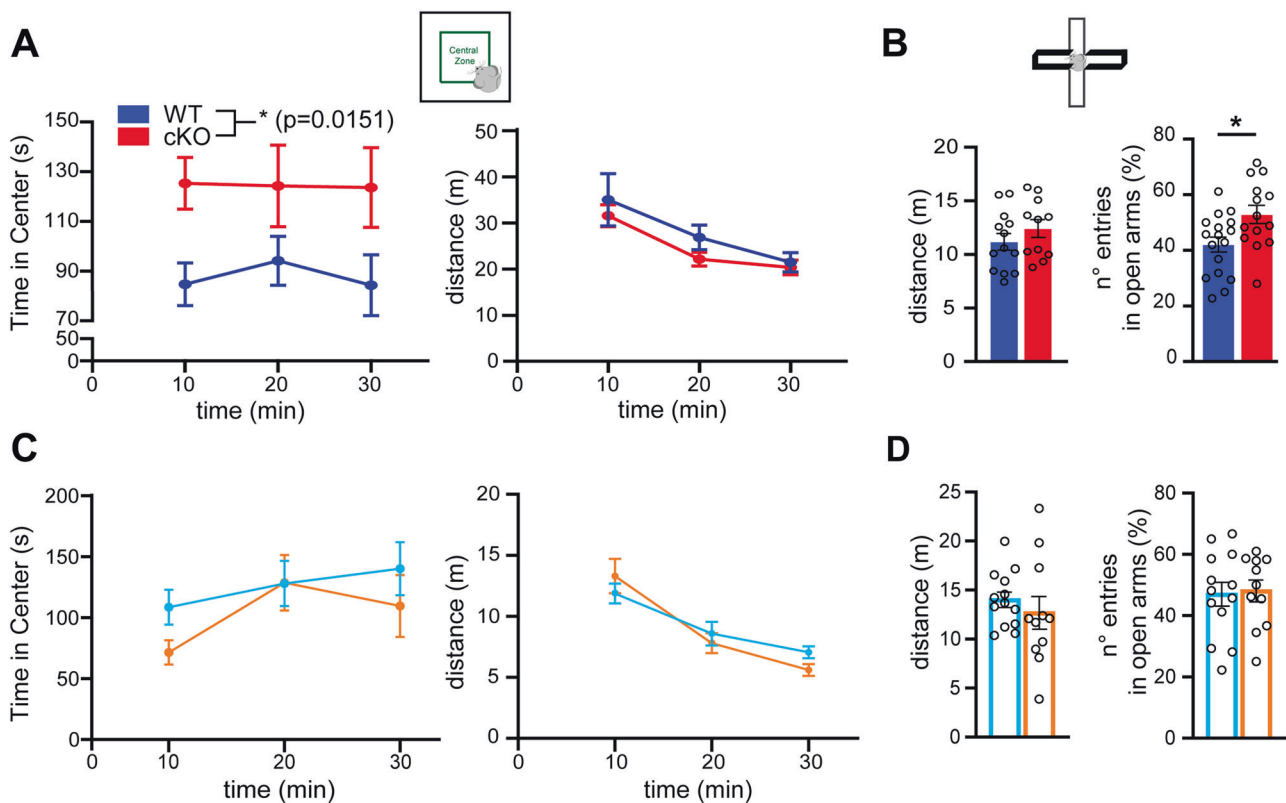 A
Central
Zone
WT
cKO
* (p=0.0151)
Time in Center (s)
150
130
110
90
70
50
0
0
10
20
30
time (min)
distance (m)
50
40
30
20
10
0
0
10
20
30
time (min)
B
distance (m)
20
15
10
5
0
*
n° entries
in open arms (%)
80
60
40
20
0
C
Time in Center (s)
200
150
100
50
0
0
10
20
30
time (min)
distance (m)
20
15
10
5
0
0
10
20
30
time (min)
D
distance (m)
25
20
15
10
5
0
n° entries
in open arms (%)
80
60
40
20
0